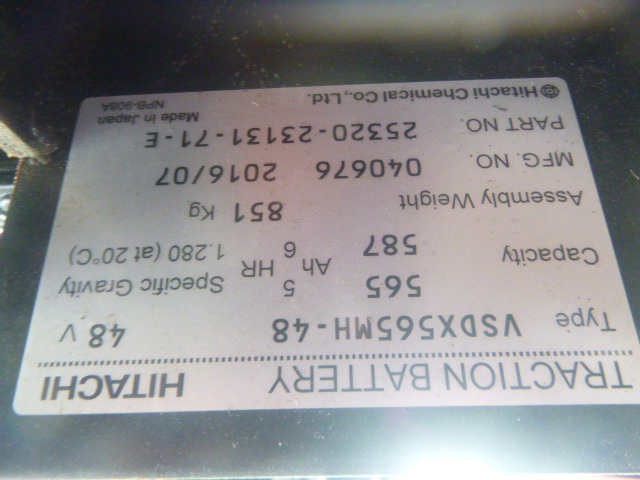 TRACTION BATTERY HITACHI
Type VSDX565MH-48 48 V
Capacity 565 Ah 5 HR Specific Gravity
587 6 1.280 (at 20°C)
Assembly Weight 851 Kg
MFG. NO. 040676 2016/07
PART NO. 25320-23131-71-E Made in Japan
Hitachi Chemical Co., Ltd. NPB-908A